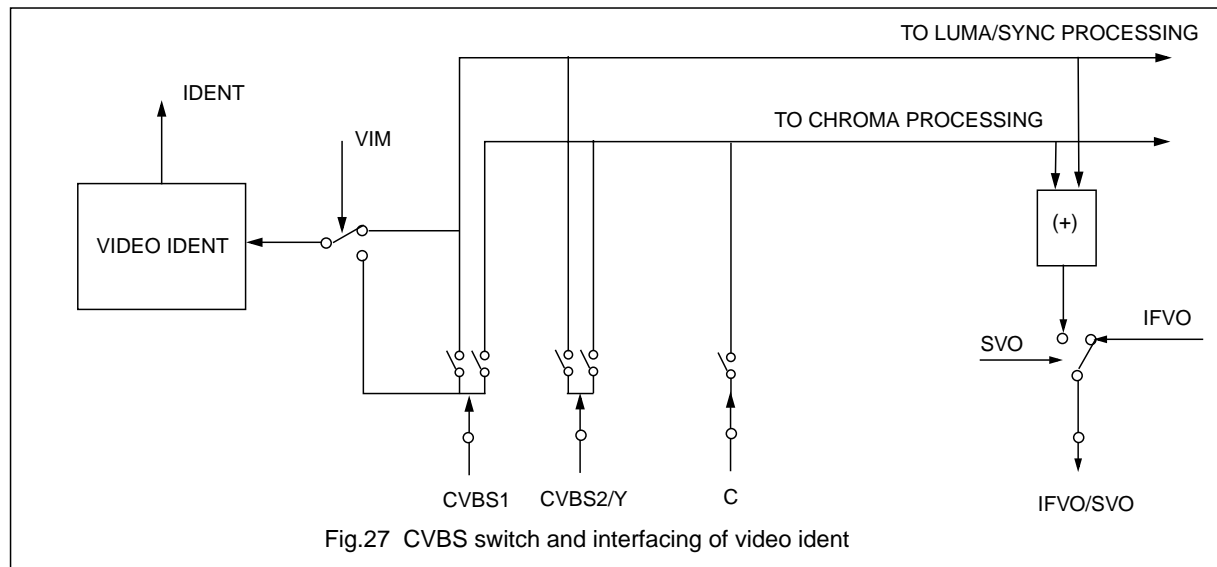 TO LUMA/SYNC PROCESSING
IDENT
TO CHROMA PROCESSING
VIM
VIDEO IDENT
(+)
IFVO
SVO
CVBS1
CVBS2/Y
C
IFVO/SVO
Fig.27 CVBS switch and interfacing of video ident